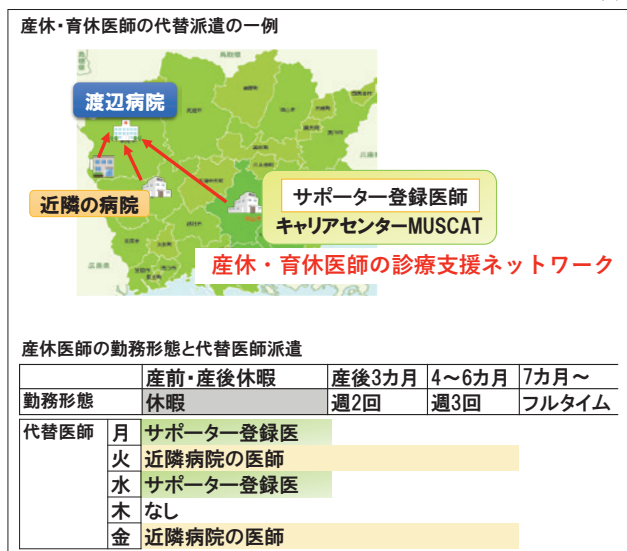 産休・育休医師の代替派遣の一例
渡辺病院
近隣の病院
サポーター登録医師
キャリアセンターMUSCAT
産休・育休医師の診療支援ネットワーク
産休医師の勤務形態と代替医師派遣
産前・産後休暇 産後3カ月 4～6カ月 7カ月～
勤務形態 休暇 週2回 週3回 フルタイム
代替医師 月 サポーター登録医
火 近隣病院の医師
水 サポーター登録医
木 なし
金 近隣病院の医師